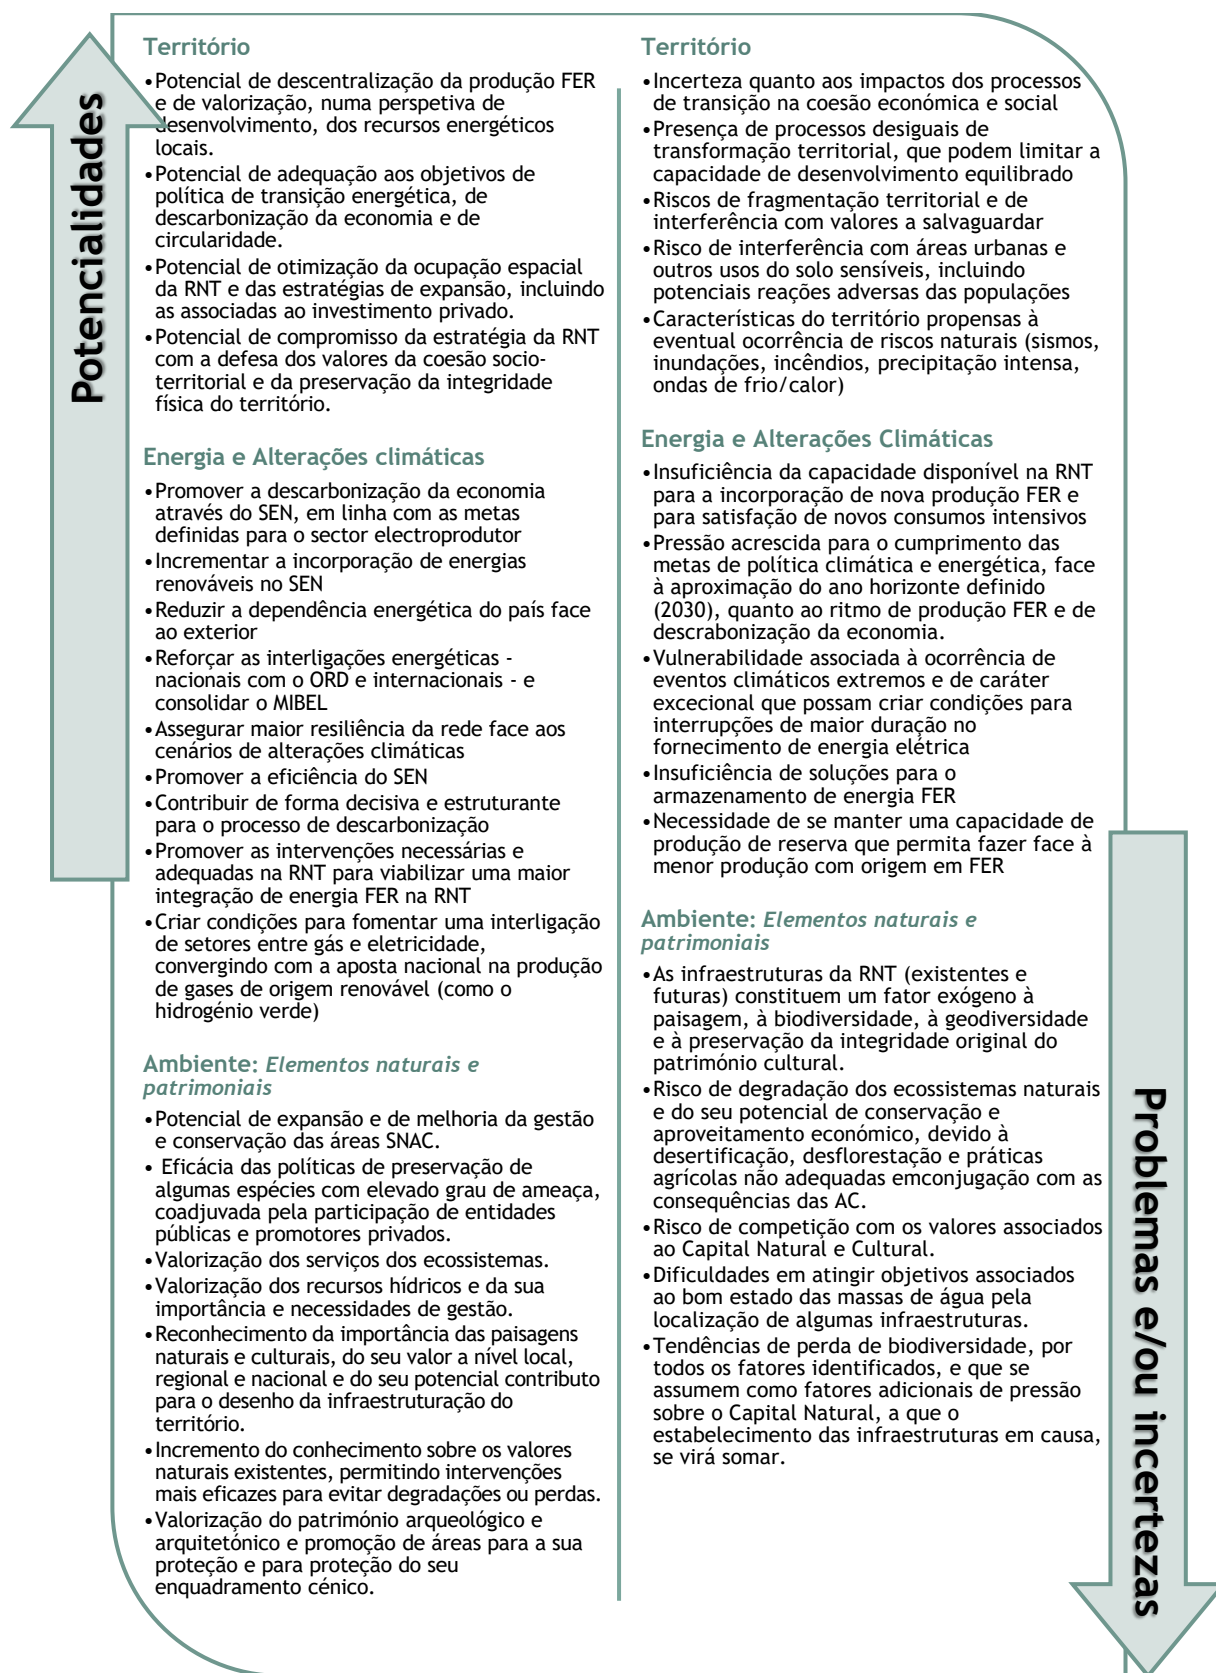 Potencialidades
Território
•Potencial de descentralização da produção FER
e de valorização, numa perspetiva de
desenvolvimento, dos recursos energéticos
locais.
•Potencial de adequação aos objetivos de
política de transição energética, de
descarbonização da economia e de
circularidade.
•Potencial de otimização da ocupação espacial
da RNT e das estratégias de expansão, incluindo
as associadas ao investimento privado.
•Potencial de compromisso da estratégia da RNT
com a defesa dos valores da coesão socio-
territorial e da preservação da integridade
física do território.
Energia e Alterações climáticas
•Promover a descarbonização da economia
através do SEN, em linha com as metas
definidas para o sector electroprodutor
•Incrementar a incorporação de energias
renováveis no SEN
•Reduzir a dependência energética do país face
ao exterior
•Reforçar as interligações energéticas -
nacionais com o ORD e internacionais - e
consolidar o MIBEL
•Assegurar maior resiliência da rede face aos
cenários de alterações climáticas
•Promover a eficiência do SEN
•Contribuir de forma decisiva e estruturante
para o processo de descarbonização
•Promover as intervenções necessárias e
adequadas na RNT para viabilizar uma maior
integração de energia FER na RNT
•Criar condições para fomentar uma interligação
de setores entre gás e eletricidade,
convergindo com a aposta nacional na produção
de gases de origem renovável (como o
hidrogénio verde)
Ambiente: Elementos naturais e
patrimoniais
•Potencial de expansão e de melhoria da gestão
e conservação das áreas SNAC.
• Eficácia das políticas de preservação de
algumas espécies com elevado grau de ameaça,
coadjuvada pela participação de entidades
públicas e promotores privados.
•Valorização dos serviços dos ecossistemas.
•Valorização dos recursos hídricos e da sua
importância e necessidades de gestão.
•Reconhecimento da importância das paisagens
naturais e culturais, do seu valor a nível local,
regional e nacional e do seu potencial contributo
para o desenho da infraestruturação do
território.
•Incremento do conhecimento sobre os valores
naturais existentes, permitindo intervenções
mais eficazes para evitar degradações ou perdas.
•Valorização do património arqueológico e
arquitetónico e promoção de áreas para a sua
proteção e para proteção do seu
enquadramento cénico.
Território
•Incerteza quanto aos impactos dos processos
de transição na coesão económica e social
•Presença de processos desiguais de
transformação territorial, que podem limitar a
capacidade de desenvolvimento equilibrado
•Riscos de fragmentação territorial e de
interferência com valores a salvaguardar
•Risco de interferência com áreas urbanas e
outros usos do solo sensíveis, incluindo
potenciais reações adversas das populações
•Características do território propensas à
eventual ocorrência de riscos naturais (sismos,
inundações, incêndios, precipitação intensa,
ondas de frio/calor)
Energia e Alterações Climáticas
•Insuficiência da capacidade disponível na RNT
para a incorporação de nova produção FER e
para satisfação de novos consumos intensivos
•Pressão acrescida para o cumprimento das
metas de política climática e energética, face
à aproximação do ano horizonte definido
(2030), quanto ao ritmo de produção FER e de
descrabonização da economia.
•Vulnerabilidade associada à ocorrência de
eventos climáticos extremos e de caráter
excecional que possam criar condições para
interrupções de maior duração no
fornecimento de energia elétrica
•Insuficiência de soluções para o
armazenamento de energia FER
•Necessidade de se manter uma capacidade de
produção de reserva que permita fazer face à
menor produção com origem em FER
Ambiente: Elementos naturais e
patrimoniais
•As infraestruturas da RNT (existentes e
futuras) constituem um fator exógeno à
paisagem, à biodiversidade, à geodiversidade
e à preservação da integridade original do
património cultural.
•Risco de degradação dos ecossistemas naturais
e do seu potencial de conservação e
aproveitamento económico, devido à
desertificação, desflorestação e práticas
agrícolas não adequadas emconjugação com as
consequências das AC.
•Risco de competição com os valores associados
ao Capital Natural e Cultural.
•Dificuldades em atingir objetivos associados
ao bom estado das massas de água pela
localização de algumas infraestruturas.
•Tendências de perda de biodiversidade, por
todos os fatores identificados, e que se
assumem como fatores adicionais de pressão
sobre o Capital Natural, a que o
estabelecimento das infraestruturas em causa,
se virá somar.
Problemas e/ou incertezas